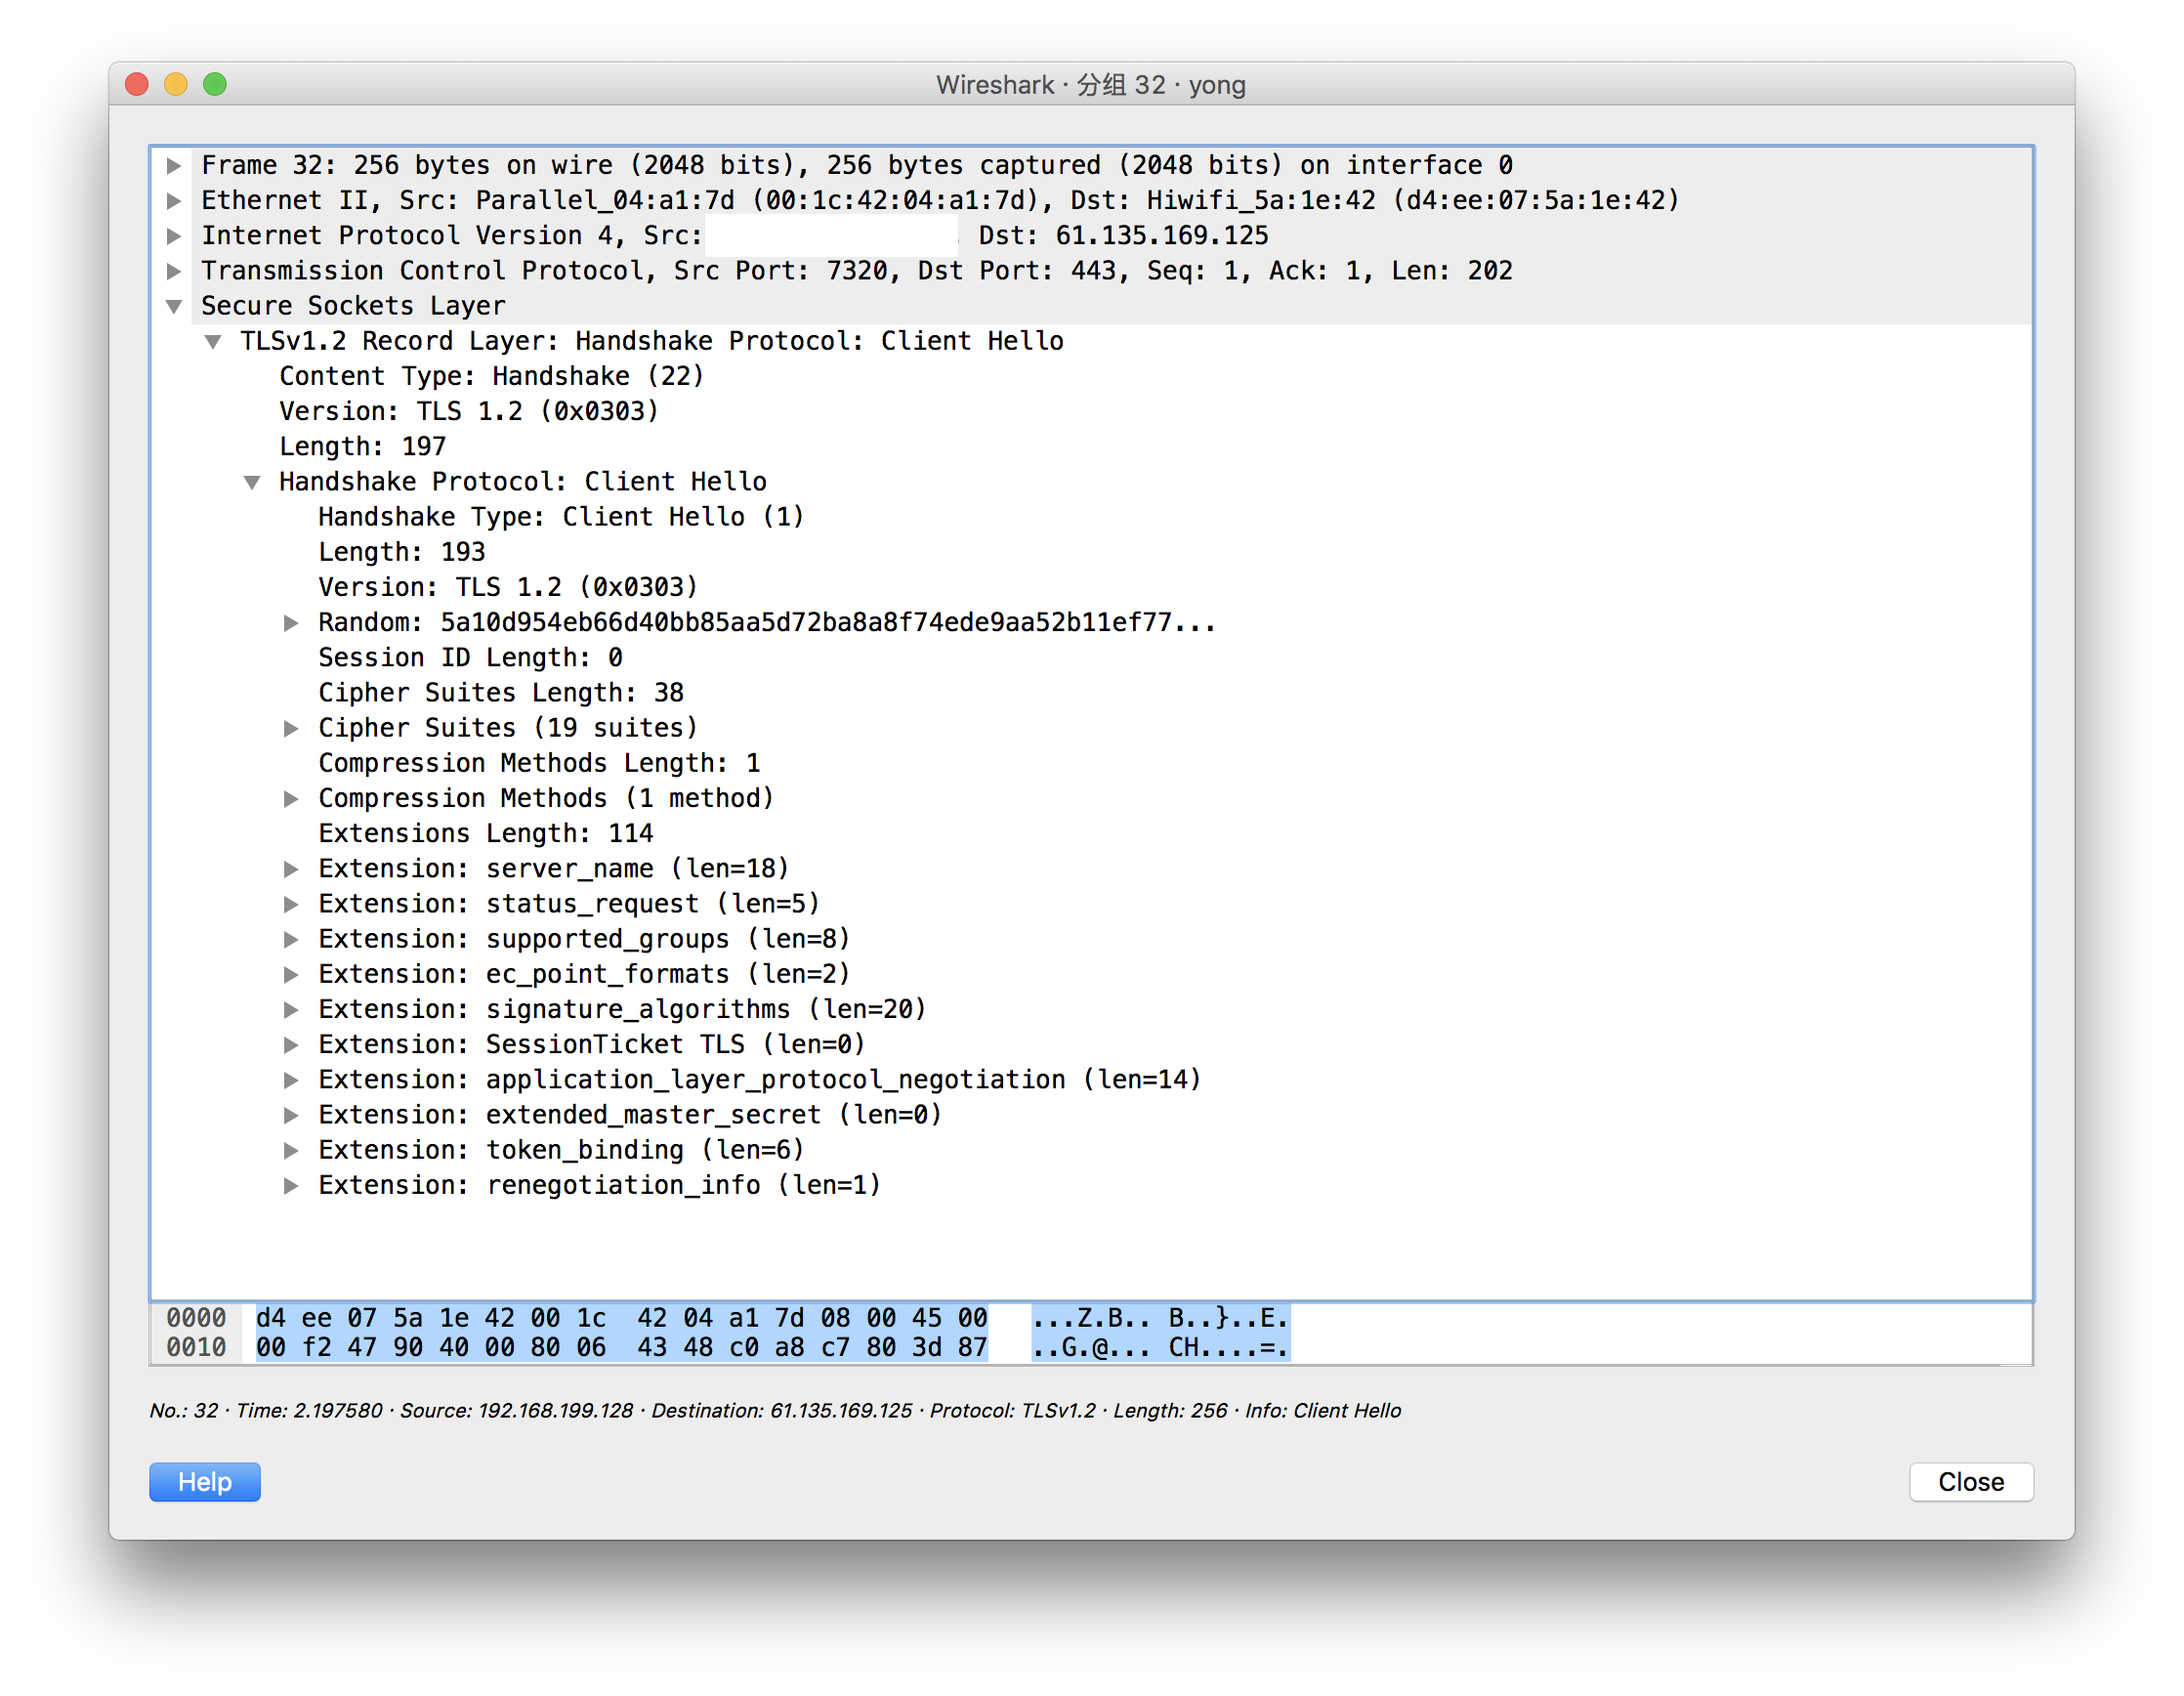 Wireshark · 分组 32 · yong
Frame 32: 256 bytes on wire (2048 bits), 256 bytes captured (2048 bits) on interface 0
Ethernet II, Src: Parallel_04:a1:7d (00:1c:42:04:a1:7d), Dst: Hiwifi_5a:1e:42 (d4:ee:07:5a:1e:42)
Internet Protocol Version 4, Src: Dst: 61.135.169.125
Transmission Control Protocol, Src Port: 7320, Dst Port: 443, Seq: 1, Ack: 1, Len: 202
Secure Sockets Layer
TLSv1.2 Record Layer: Handshake Protocol: Client Hello
Content Type: Handshake (22)
Version: TLS 1.2 (0x0303)
Length: 197
Handshake Protocol: Client Hello
Handshake Type: Client Hello (1)
Length: 193
Version: TLS 1.2 (0x0303)
Random: 5a10d954eb66d40bb85aa5d72ba8a8f74ede9aa52b11ef77...
Session ID Length: 0
Cipher Suites Length: 38
Cipher Suites (19 suites)
Compression Methods Length: 1
Compression Methods (1 method)
Extensions Length: 114
Extension: server_name (len=18)
Extension: status_request (len=5)
Extension: supported_groups (len=8)
Extension: ec_point_formats (len=2)
Extension: signature_algorithms (len=20)
Extension: SessionTicket TLS (len=0)
Extension: application_layer_protocol_negotiation (len=14)
Extension: extended_master_secret (len=0)
Extension: token_binding (len=6)
Extension: renegotiation_info (len=1)
0000 d4 ee 07 5a 1e 42 00 1c 42 04 a1 7d 08 00 45 00 ...Z.B.. B..}..E.
0010 00 f2 47 90 40 00 80 06 43 48 c0 a8 c7 80 3d 87 ..G.@... CH....=.
No.: 32 · Time: 2.197580 · Source: 192.168.199.128 · Destination: 61.135.169.125 · Protocol: TLSv1.2 · Length: 256 · Info: Client Hello
Help
Close